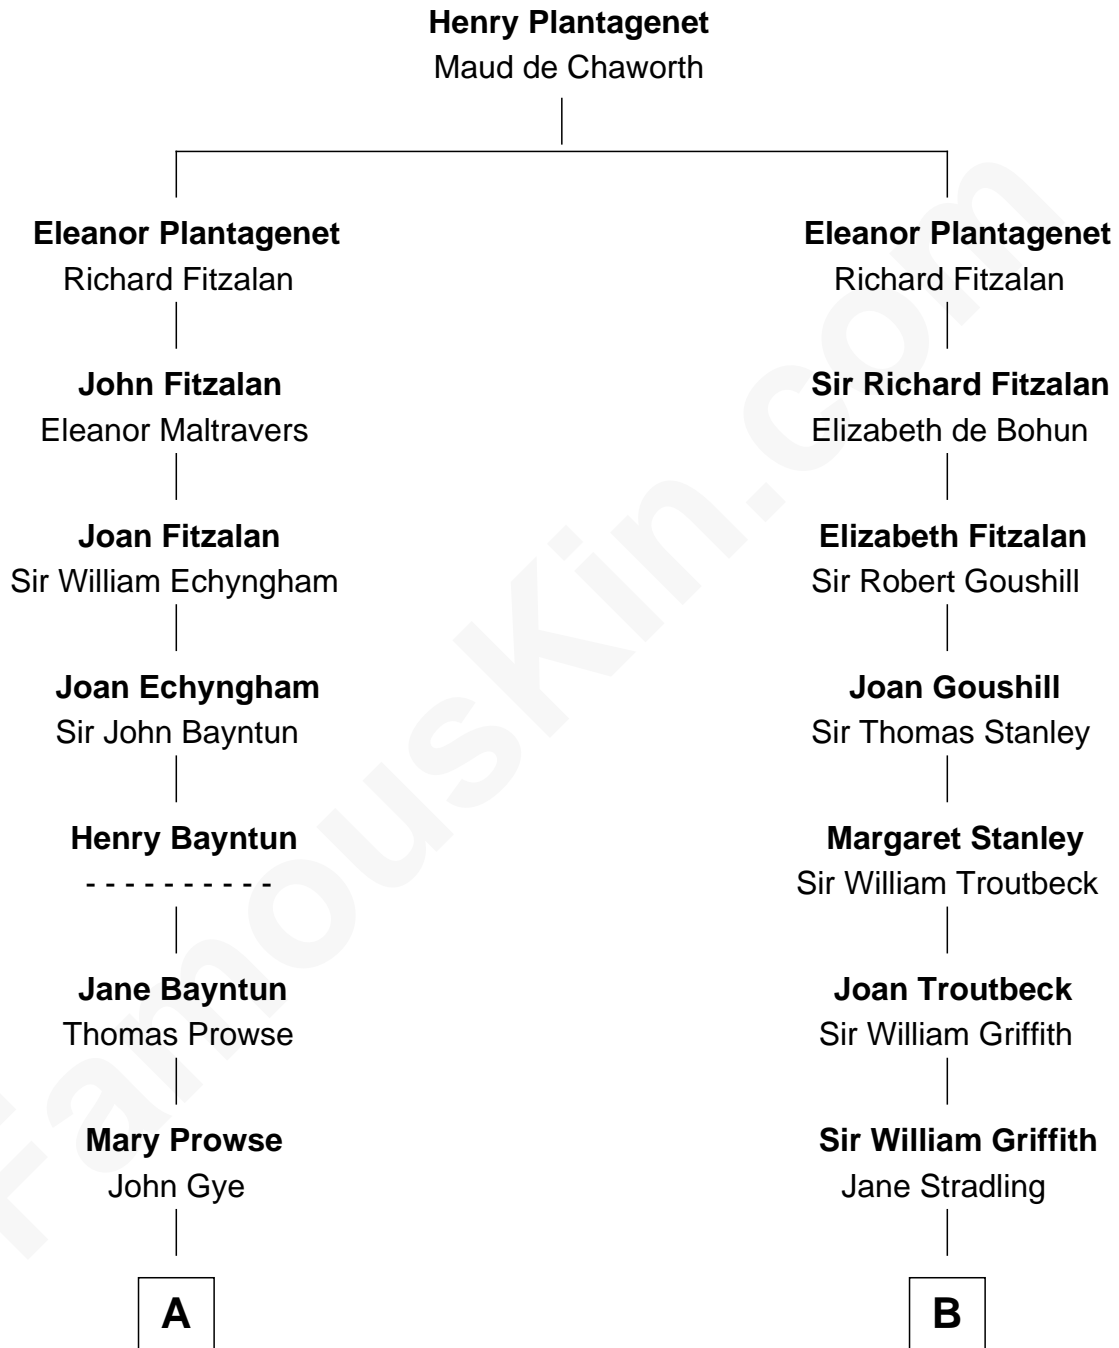 Henry Plantagenet
Maud de Chaworth
Eleanor Plantagenet
Richard Fitzalan
John Fitzalan
Eleanor Maltravers
Joan Fitzalan
Sir William Echyngham
Joan Echyngham
Sir John Bayntun
Henry Bayntun
- - - - - - - - - -
Jane Bayntun
Thomas Prowse
Mary Prowse
John Gye
A
Eleanor Plantagenet
Richard Fitzalan
Sir Richard Fitzalan
Elizabeth de Bohun
Elizabeth Fitzalan
Sir Robert Goushill
Joan Goushill
Sir Thomas Stanley
Margaret Stanley
Sir William Troutbeck
Joan Troutbeck
Sir William Griffith
Sir William Griffith
Jane Stradling
B
FamousKin.com